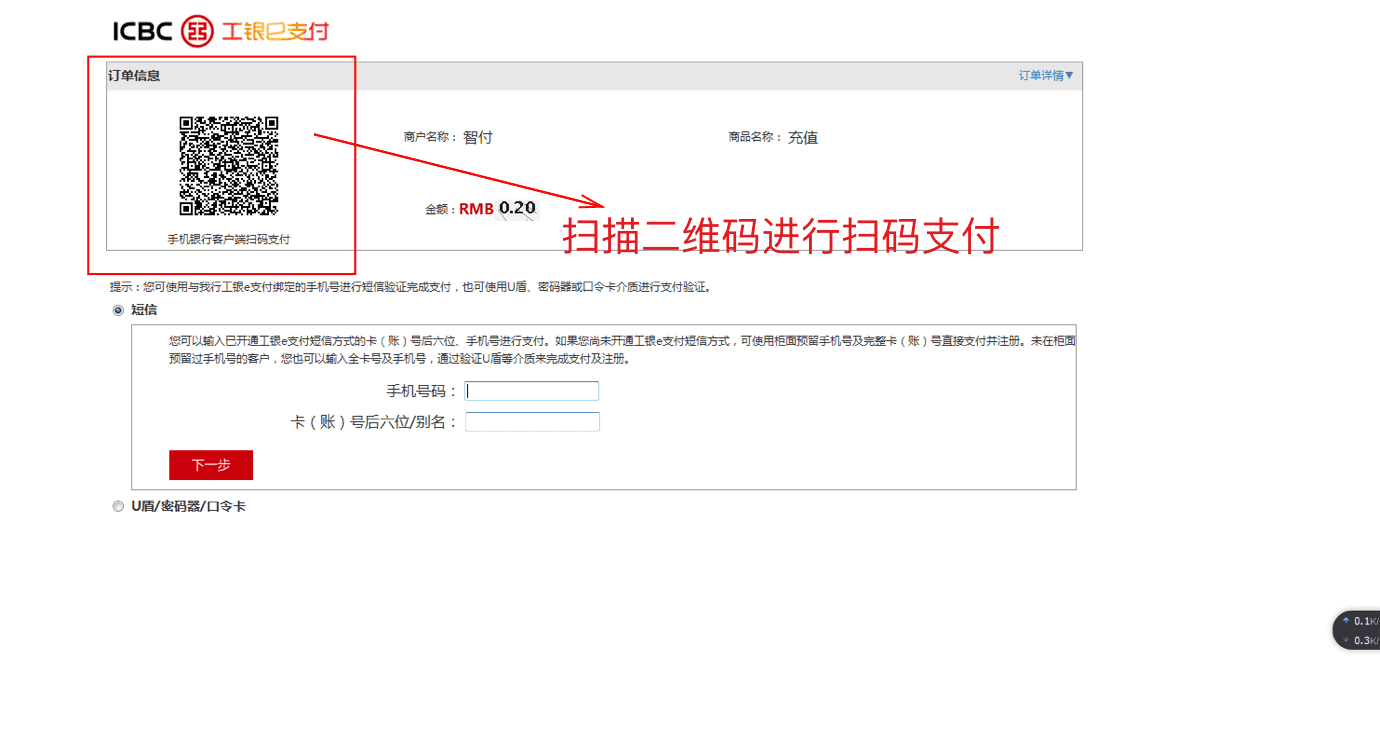 ICBC 工银e支付
订单信息
订单详情▼
商户名称： 智付
商品名称： 充值
金额：RMB 0.20
扫描二维码进行扫码支付
手机银行客户端扫码支付
提示：您可使用与我行工银e支付绑定的手机号进行短信验证完成支付，也可使用U盾、密码器或口令卡介质进行支付验证。
短信
您可以输入已开通工银e支付短信方式的卡（账）号后六位、手机号进行支付。如果您尚未开通工银e支付短信方式，可使用柜面预留手机号及完整卡（账）号直接支付并注册。未在柜面
预留过手机号的客户，您也可以输入全卡号及手机号，通过验证U盾等介质来完成支付及注册。
手机号码：
卡（账）号后六位/别名：
下一步
U盾/密码器/口令卡
0.1K/
0.3K/